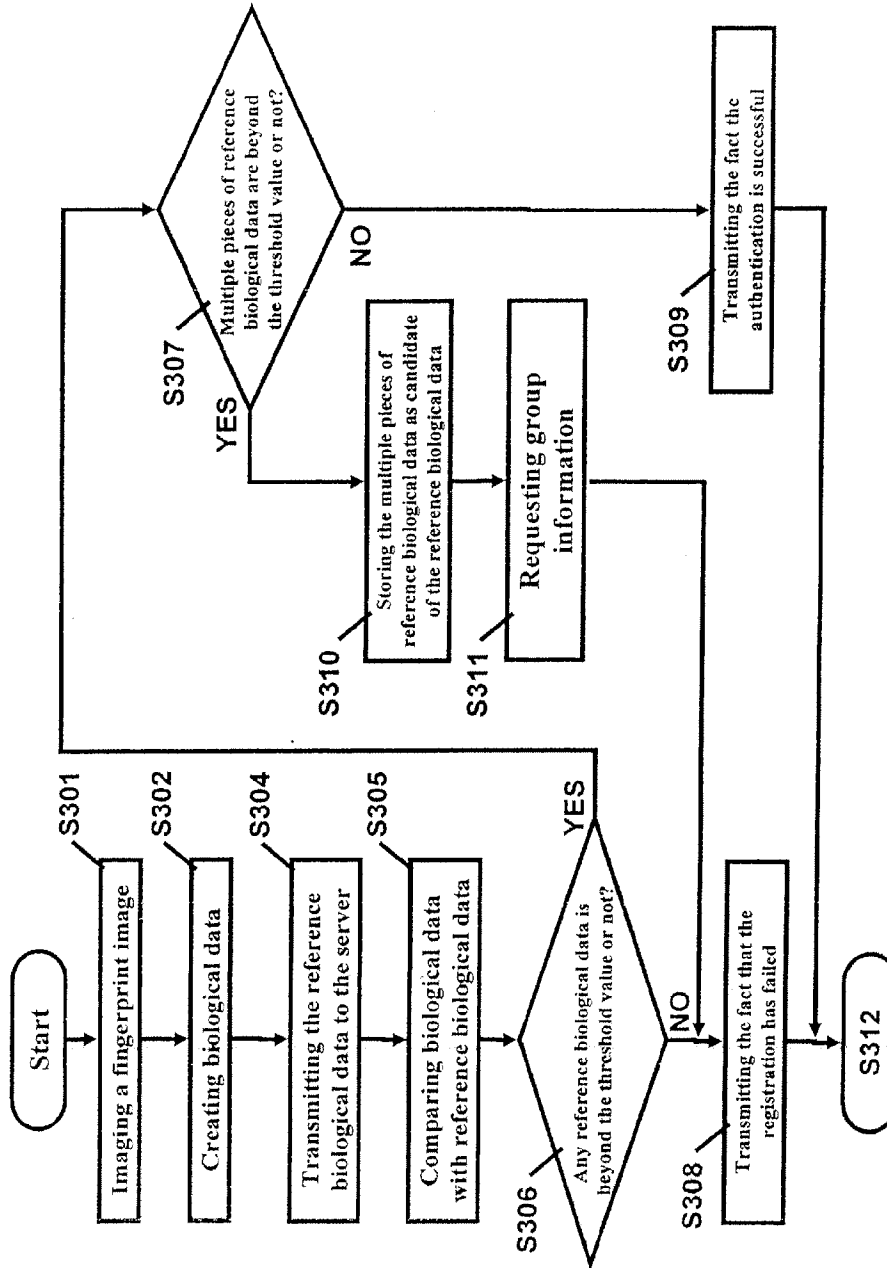 Start
S301
Imaging a fingerprint image
S302
Creating biological data
S304
Transmitting the reference
biological data to the server
S305
Comparing biological data
with reference biological data
S306
Any reference biological data is
beyond the threshold value or not?
YES
NO
S308
Transmitting the fact that the
registration has failed
S312
S307
Multiple pieces of reference
biological data are beyond
the threshold value or not?
YES
NO
S310
Storing the multiple pieces of
reference biological data as candidate
of the reference biological data
S311
Requesting group
information
S309
Transmitting the fact the
authentication is successful